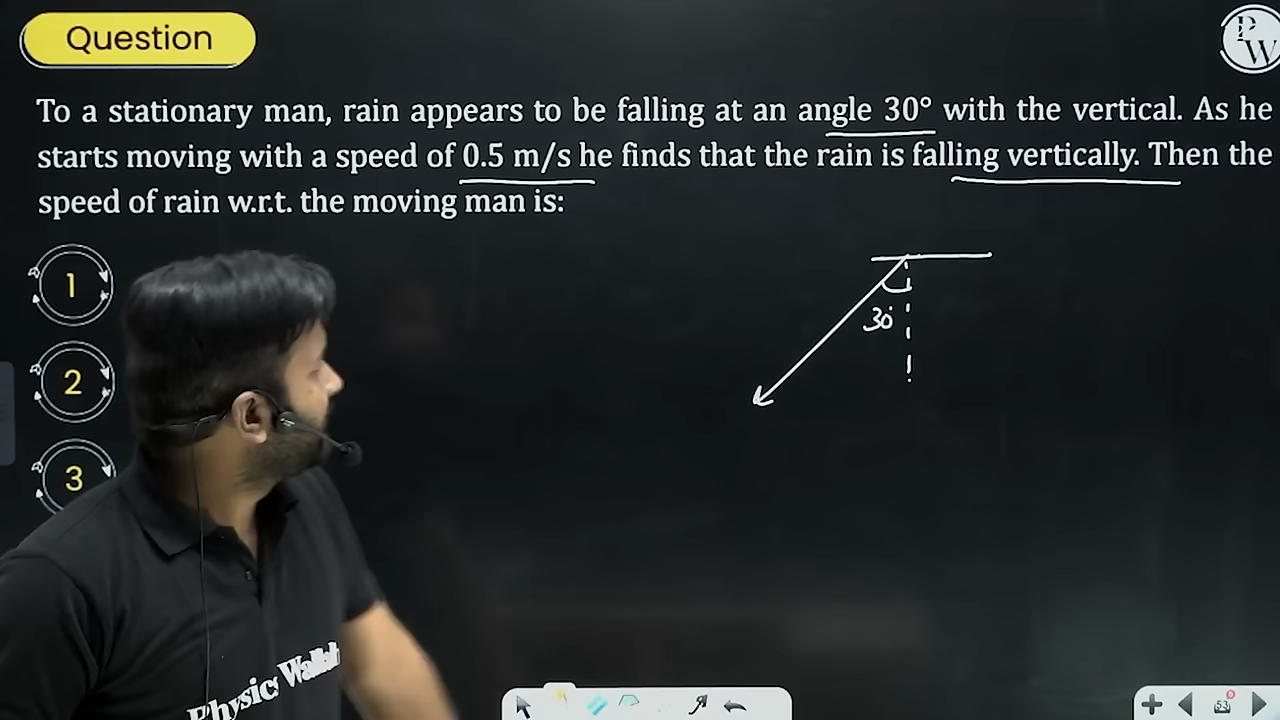 Question
P
W
To a stationary man, rain appears to be falling at an angle 30° with the vertical. As he
starts moving with a speed of 0.5 m/s he finds that the rain is falling vertically. Then the
speed of rain w.r.t. the moving man is:
1
2
3
30°
Physics Wallah
53